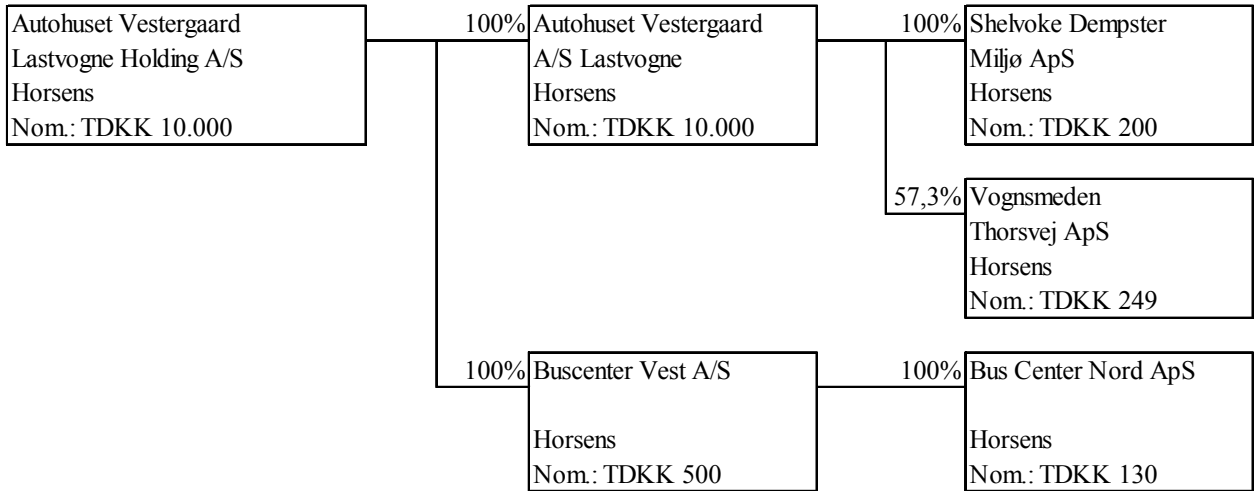 Autohuset Vestergaard
Lastvogne Holding A/S
Horsens
Nom.: TDKK 10.000
100%
Autohuset Vestergaard
A/S Lastvogne
Horsens
Nom.: TDKK 10.000
100%
Shelvoke Dempster
Miljø ApS
Horsens
Nom.: TDKK 200
57,3%
Vognsmeden
Thorsvej ApS
Horsens
Nom.: TDKK 249
100%
Buscenter Vest A/S
Horsens
Nom.: TDKK 500
100%
Bus Center Nord ApS
Horsens
Nom.: TDKK 130